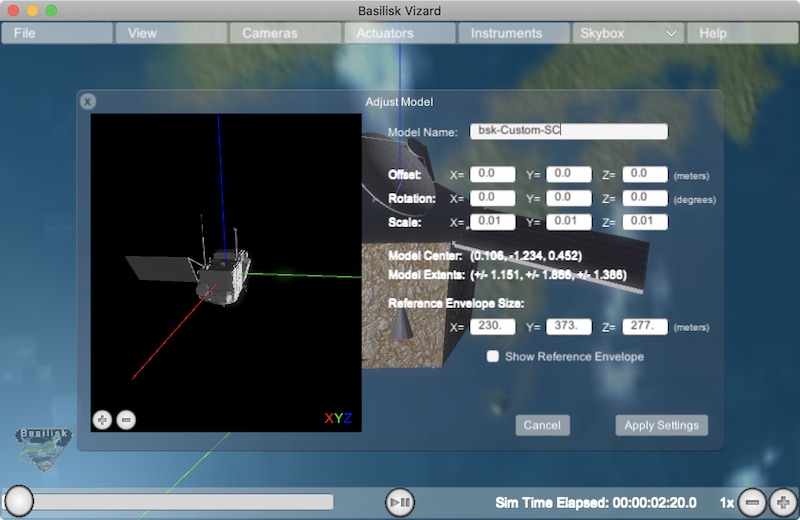 Basilisk Vizard
File View Cameras Actuators Instruments Skybox Help
Adjust Model
Model Name: bsk-Custom-SC
Offset: X= 0.0 Y= 0.0 Z= 0.0 (meters)
Rotation: X= 0.0 Y= 0.0 Z= 0.0 (degrees)
Scale: X= 0.01 Y= 0.01 Z= 0.01
Model Center: (0.106, -1.234, 0.452)
Model Extents: (+/- 1.151, +/- 1.866, +/- 1.386)
Reference Envelope Size:
X= 230. Y= 373. Z= 277. (meters)
Show Reference Envelope
XYZ
Cancel Apply Settings
Basilisk
Sim Time Elapsed: 00:00:02:20.0 1x